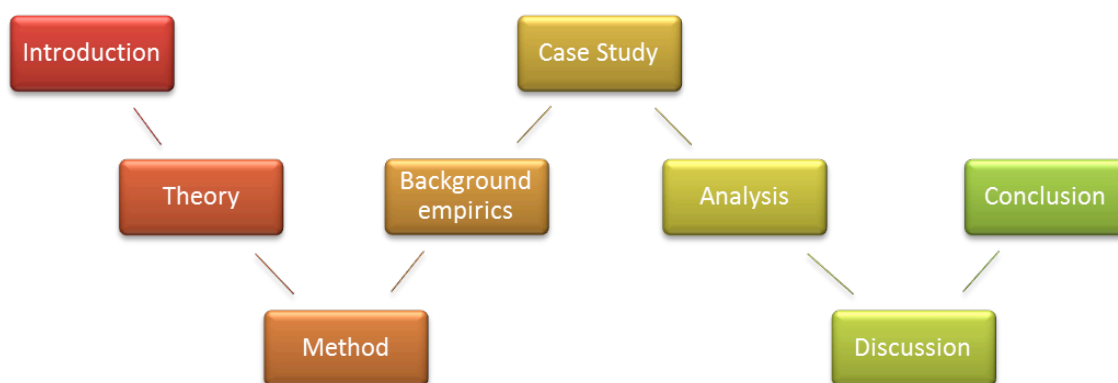 Introduction
Case Study
Theory
Background
empirics
Analysis
Conclusion
Method
Discussion